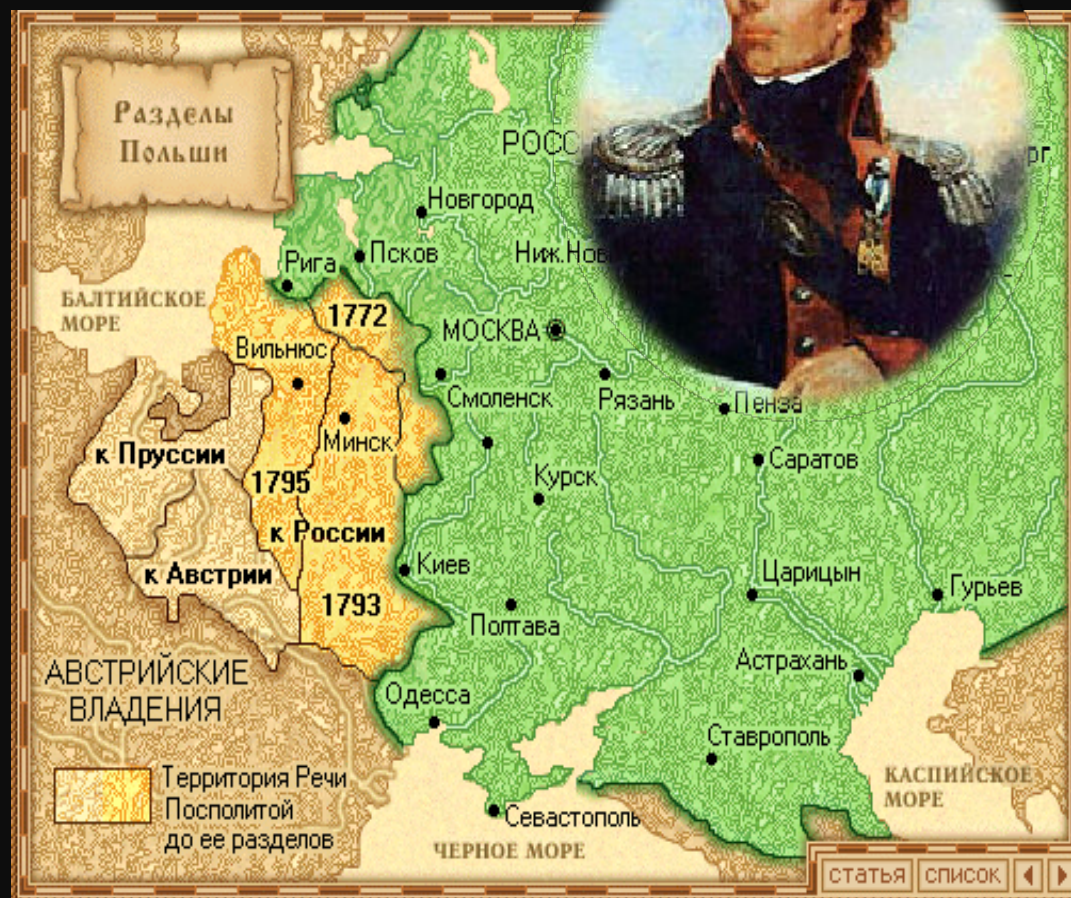 Разделы
Польши
РОСС
рг
Новгород
Псков
Ниж.Нов
Рига
БАЛТИЙСКОЕ
МОРЕ
1772
МОСКВА
Вильнюс
Смоленск
Рязань
Пенза
Минск
к Пруссии
Саратов
1795
Курск
к России
Киев
к Австрии
Царицын
Гурьев
1793
Полтава
АВСТРИЙСКИЕ
ВЛАДЕНИЯ
Астрахань
Одесса
Ставрополь
Территория Речи
Посполитой
до ее разделов
КАСПИЙСКОЕ
МОРЕ
Севастополь
ЧЕРНОЕ МОРЕ
статья
список